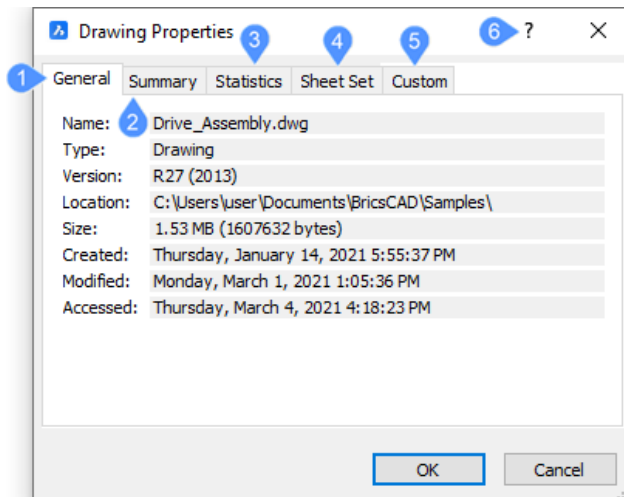 Drawing Properties 3 4 5 6 ?
1 General Summary Statistics Sheet Set Custom
2
Name: Drive_Assembly.dwg
Type: Drawing
Version: R27 (2013)
Location: C:\Users\user\Documents\BricsCAD\Samples\
Size: 1.53 MB (1607632 bytes)
Created: Thursday, January 14, 2021 5:55:37 PM
Modified: Monday, March 1, 2021 1:05:36 PM
Accessed: Thursday, March 4, 2021 4:18:23 PM
OK Cancel